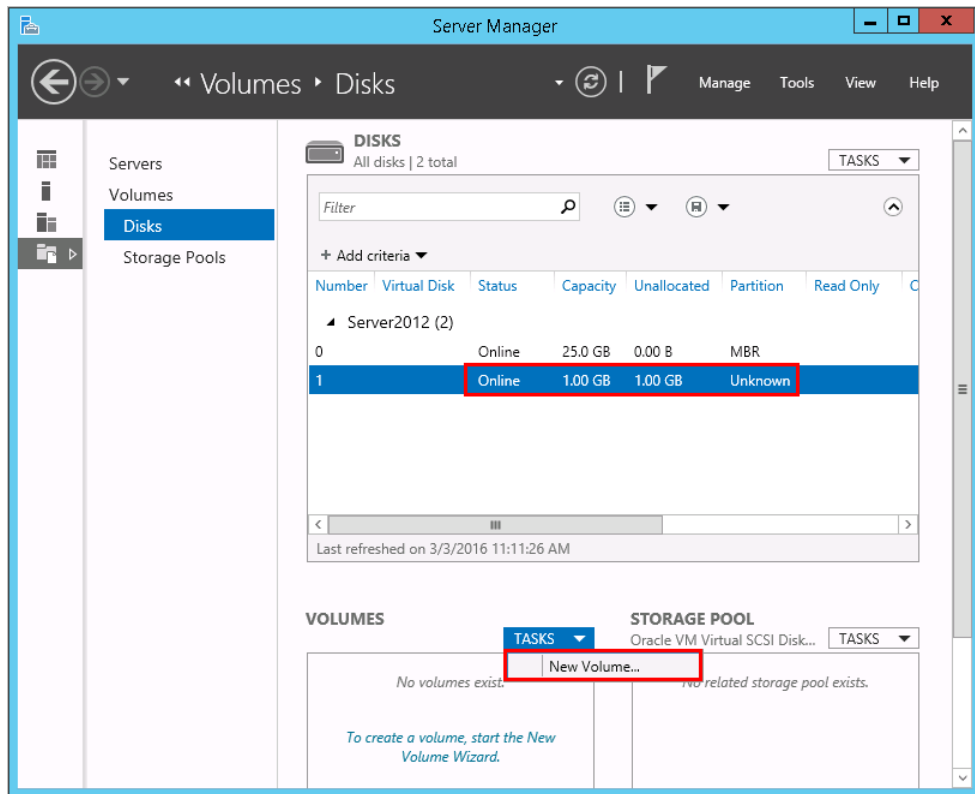 Server Manager
Volumes ‣ Disks
Manage Tools View Help
Servers
Volumes
Disks
Storage Pools
DISKS
All disks | 2 total
TASKS
Filter
+ Add criteria
Number Virtual Disk Status Capacity Unallocated Partition Read Only C
Server2012 (2)
0 Online 25.0 GB 0.00 B MBR
1 Online 1.00 GB 1.00 GB Unknown
Last refreshed on 3/3/2016 11:11:26 AM
VOLUMES
TASKS
New Volume...
No volumes exist.
To create a volume, start the New
Volume Wizard.
STORAGE POOL
Oracle VM Virtual SCSI Disk... TASKS
No related storage pool exists.